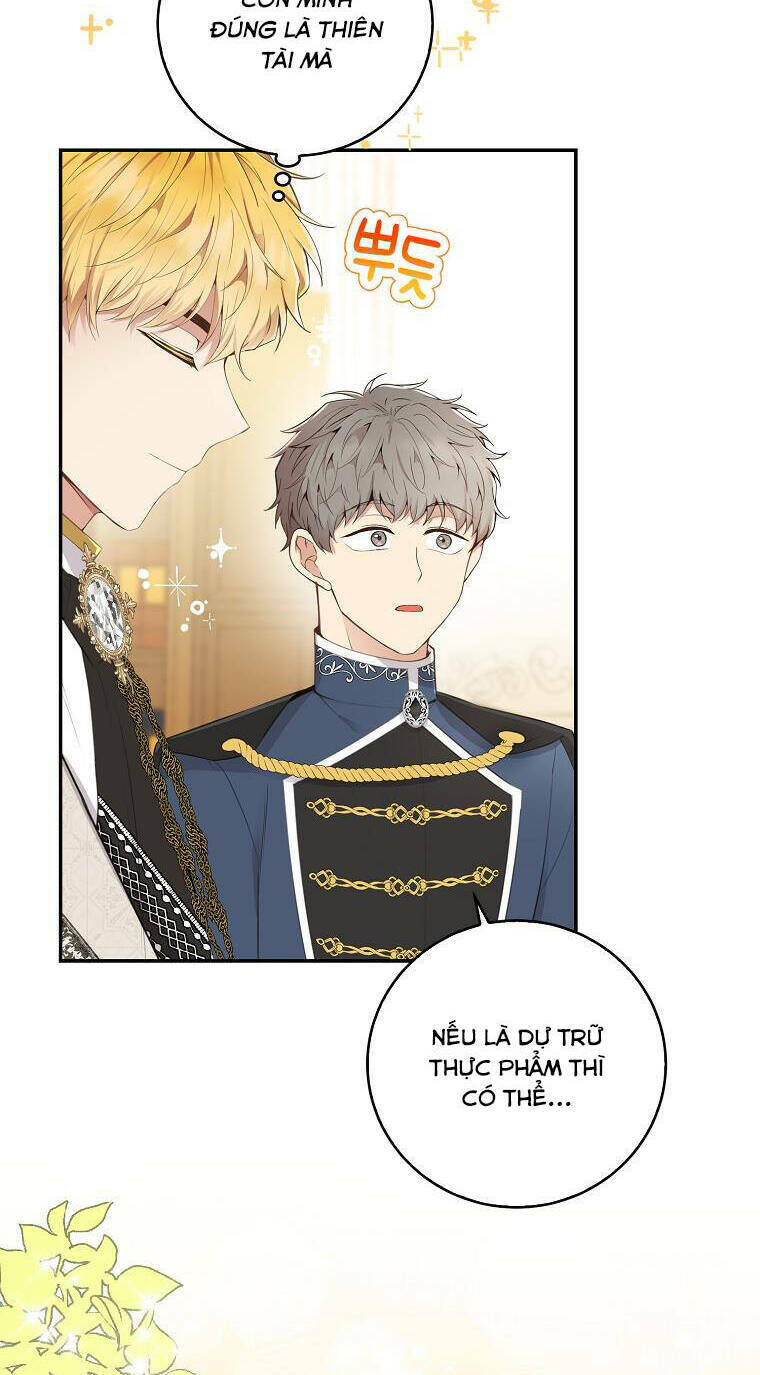 CON MÌNH
ĐÚNG LÀ THIÊN
TÀI MÀ
뿌듯
NẾU LÀ DỰ TRỮ
THỰC PHẨM THÌ
CÓ THỂ...